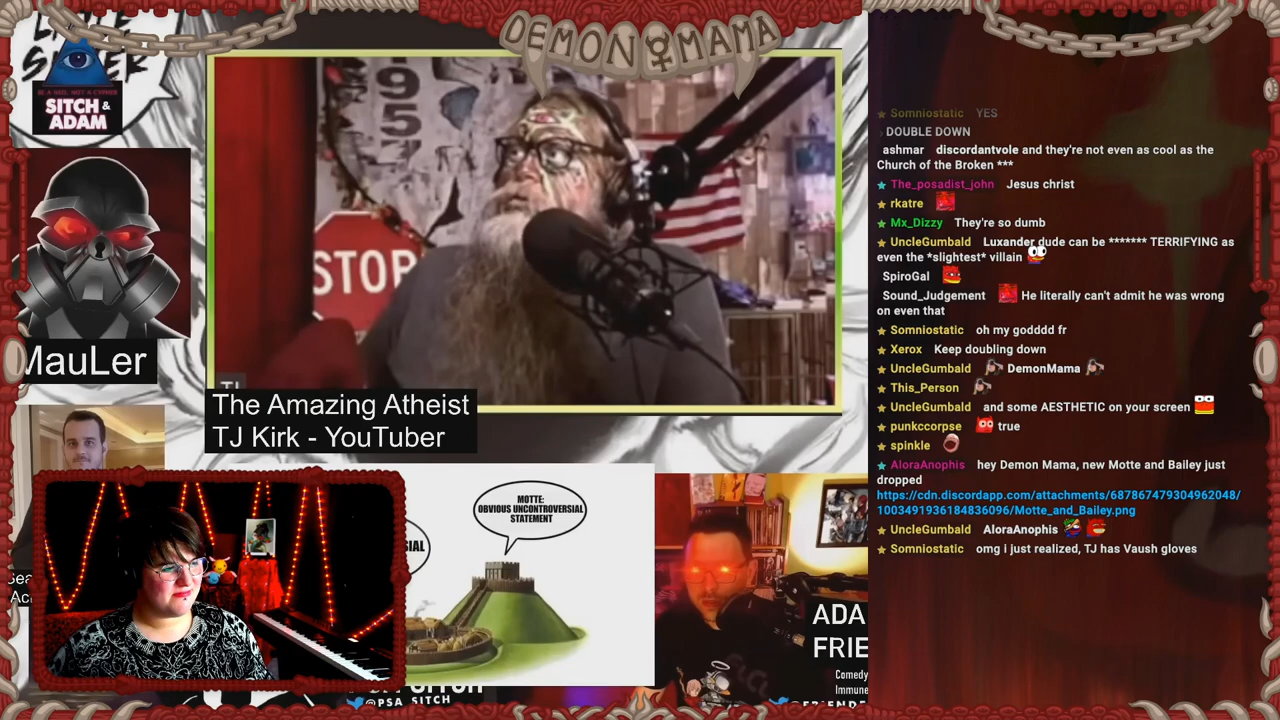 DEMON MAMA
BE A NED, NOT A CYPHER
SITCH &
ADAM
MauLer
1957
STOP
The Amazing Atheist
TJ Kirk - YouTuber
MOTTE:
OBVIOUS UNCONTROVERSIAL
STATEMENT
ADA
FRIE
Comedy
Immune
@PSA_SITCH
Somniostatic YES
DOUBLE DOWN
ashmar discordantvole and they're not even as cool as the
Church of the Broken ***
The_posadist_john Jesus christ
rkatre
Mx_Dizzy They're so dumb
UncleGumbald Luxander dude can be ******* TERRIFYING as
even the *slightest* villain
SpiroGal
Sound_Judgement He literally can't admit he was wrong
on even that
Somniostatic oh my godddd fr
Xerox Keep doubling down
UncleGumbald DemonMama
This_Person
UncleGumbald and some AESTHETIC on your screen
punkccorpse true
spinkle
AloraAnophis hey Demon Mama, new Motte and Bailey just
dropped
https://cdn.discordapp.com/attachments/687867479304962048/
1003491936184836096/Motte_and_Bailey.png
UncleGumbald AloraAnophis
Somniostatic omg i just realized, TJ has Vaush gloves